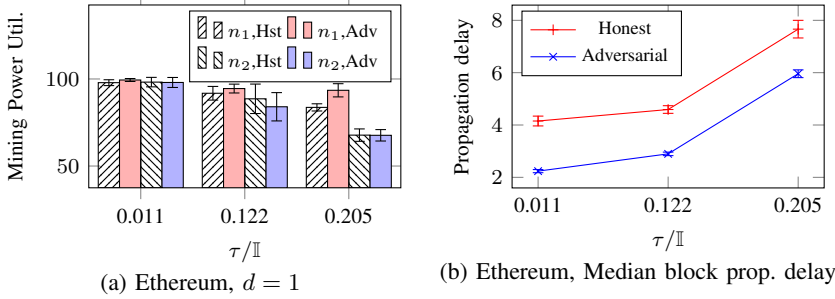 Mining Power Util.
100
50
n1,Hst n1,Adv
n2,Hst n2,Adv
0.011 0.122 0.205
τ/𝕀
(a) Ethereum, d = 1
Propagation delay
8
6
4
2
Honest
Adversarial
0.011 0.122 0.205
τ/𝕀
(b) Ethereum, Median block prop. delay